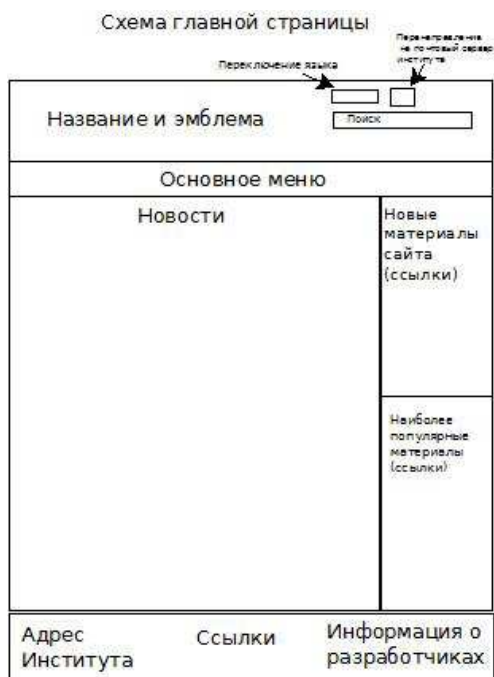 Схема главной страницы
Перенаправление
на почтовый сервер
института
Переключение языка
Название и эмблема
Поиск
Основное меню
Новости
Новые
материалы
сайта
(ссылки)
Наиболее
популярные
материалы
(ссылки)
Адрес
Института
Ссылки
Информация о
разработчиках